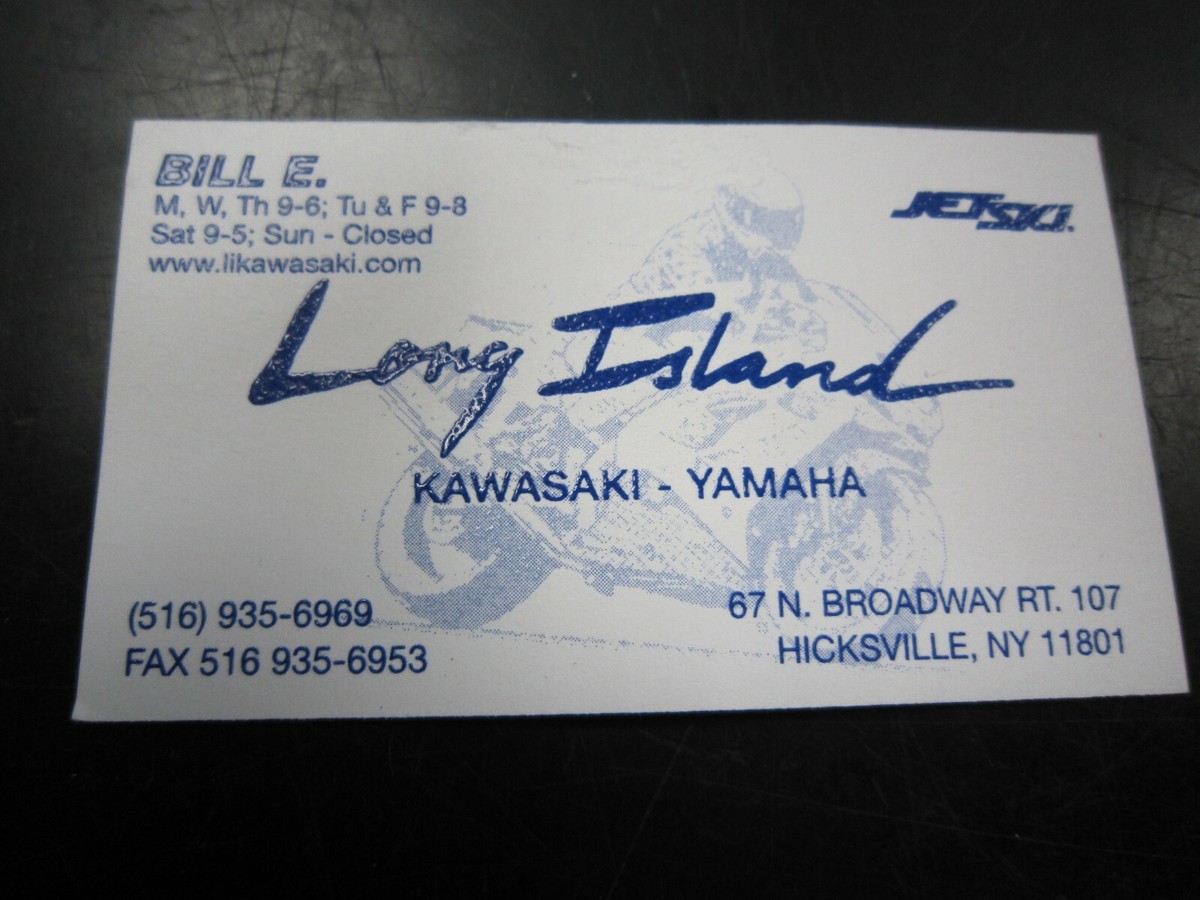 BILL E.
M, W, Th 9-6; Tu & F 9-8
Sat 9-5; Sun - Closed
www.likawasaki.com
JET SKI.
Long Island
KAWASAKI - YAMAHA
(516) 935-6969
FAX 516 935-6953
67 N. BROADWAY RT. 107
HICKSVILLE, NY 11801